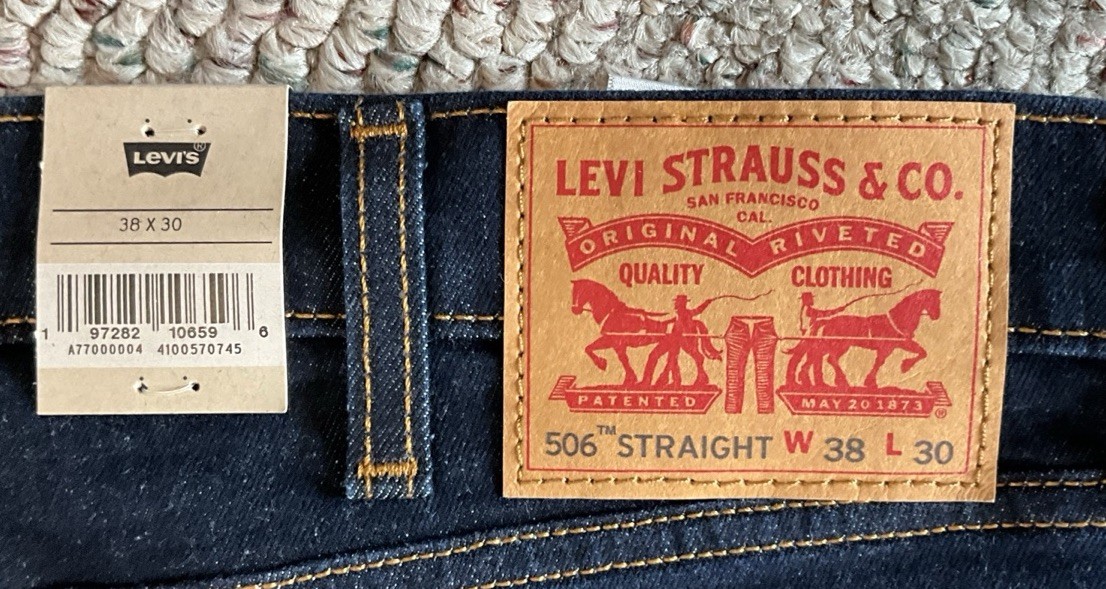 LEVI'S®
38 X 30
1 97282 10659 6
A77000004 4100570745
LEVI STRAUSS & CO.
SAN FRANCISCO
CAL.
ORIGINAL RIVETED
QUALITY CLOTHING
PATENTED MAY 20 1873 ®
506™ STRAIGHT W 38 L 30